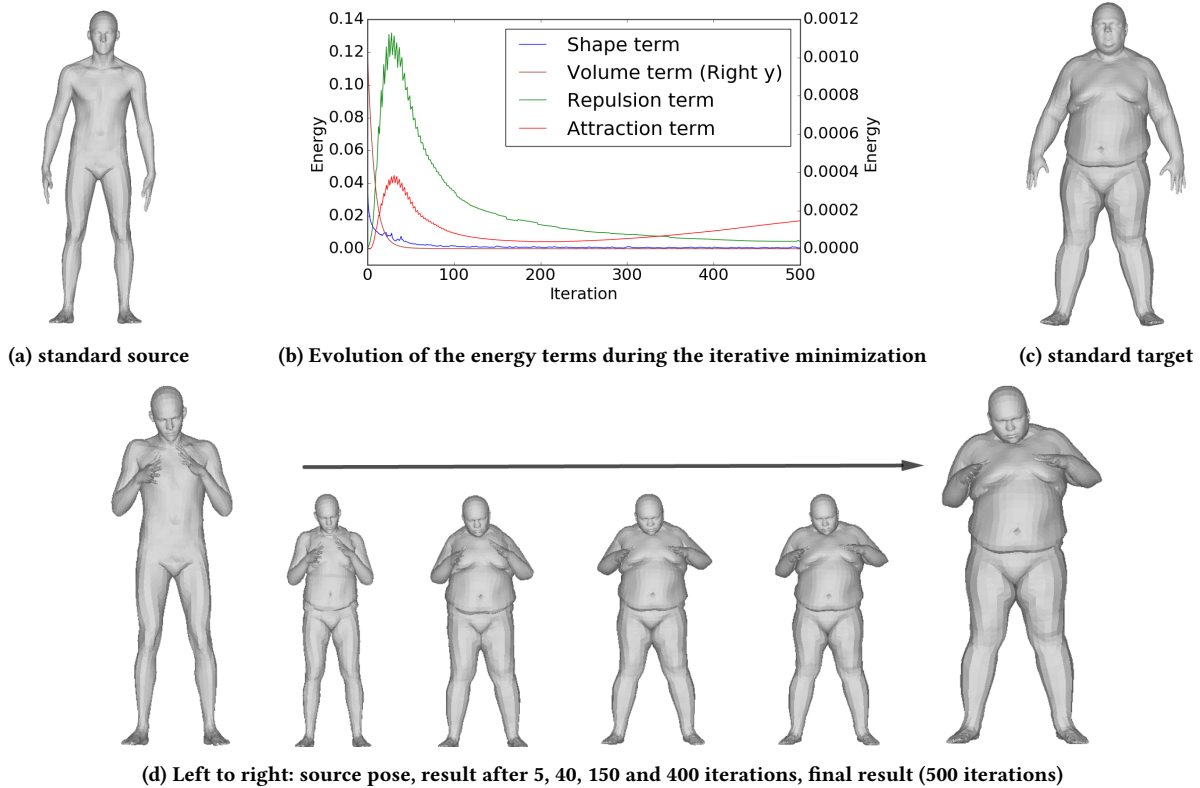 0.14
0.12
0.10
0.08
0.06
0.04
0.02
0.00
Energy
0
100
200
300
400
500
Iteration
Shape term
Volume term (Right y)
Repulsion term
Attraction term
0.0012
0.0010
0.0008
0.0006
0.0004
0.0002
0.0000
Energy
(a) standard source
(b) Evolution of the energy terms during the iterative minimization
(c) standard target
(d) Left to right: source pose, result after 5, 40, 150 and 400 iterations, final result (500 iterations)